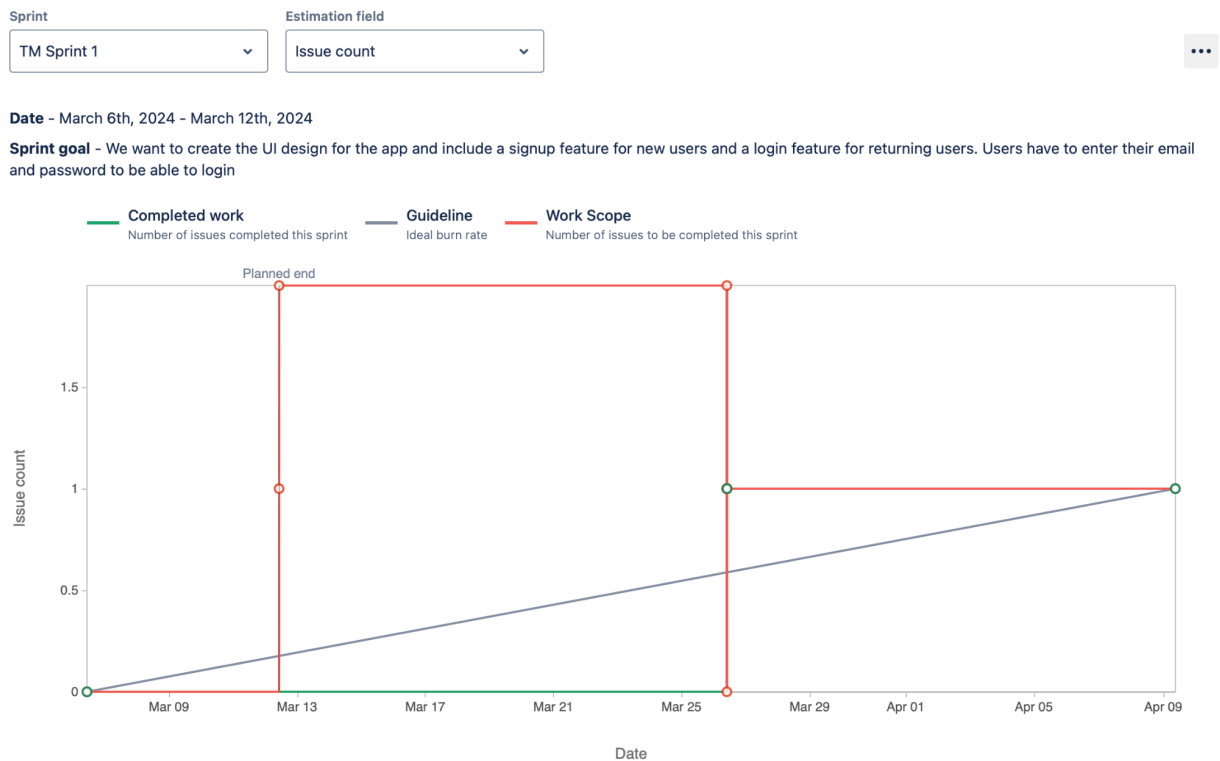 Sprint
Estimation field
TM Sprint 1
Issue count
Date - March 6th, 2024 - March 12th, 2024
Sprint goal - We want to create the UI design for the app and include a signup feature for new users and a login feature for returning users. Users have to enter their email
and password to be able to login
Completed work
Number of issues completed this sprint
Guideline
Ideal burn rate
Work Scope
Number of issues to be completed this sprint
Planned end
1.5
1
0.5
0
Issue count
Mar 09
Mar 13
Mar 17
Mar 21
Mar 25
Mar 29
Apr 01
Apr 05
Apr 09
Date